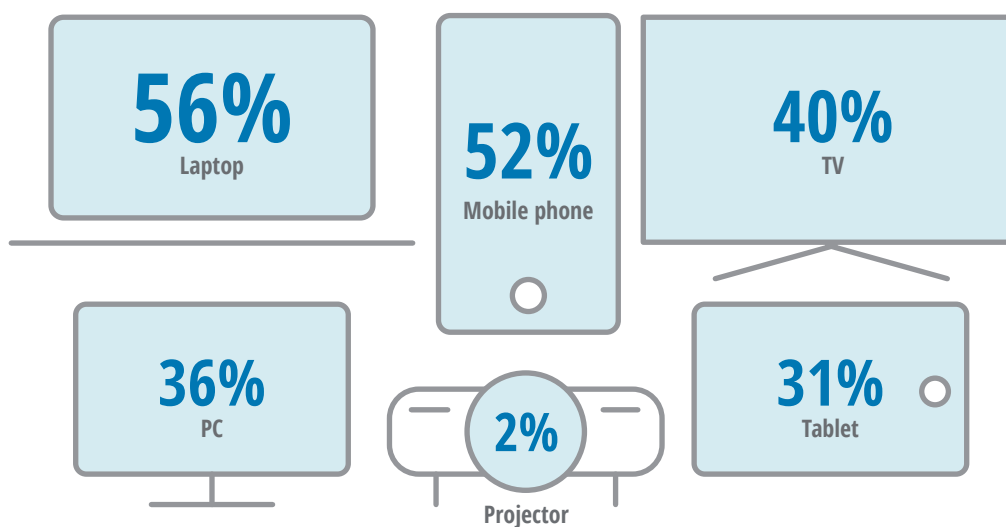 56%
Laptop
52%
Mobile phone
40%
TV
36%
PC
2%
Projector
31%
Tablet